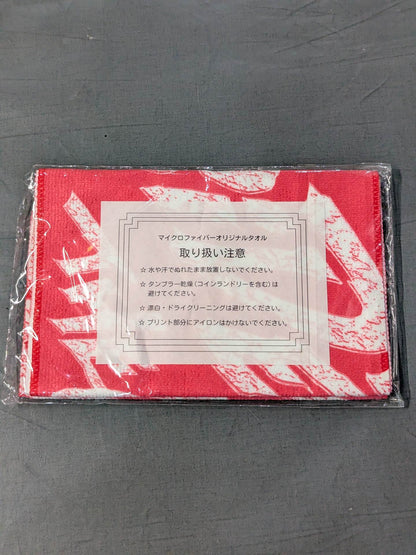 マイクロファイバーオリジナルタオル
取り扱い注意
☆ 水や汗でぬれたまま放置しないでください。
☆ タンブラー乾燥（コインランドリーを含む）は
避けてください。
☆ 漂白・ドライクリーニングは避けてください。
☆ プリント部分にアイロンはかけないでください。